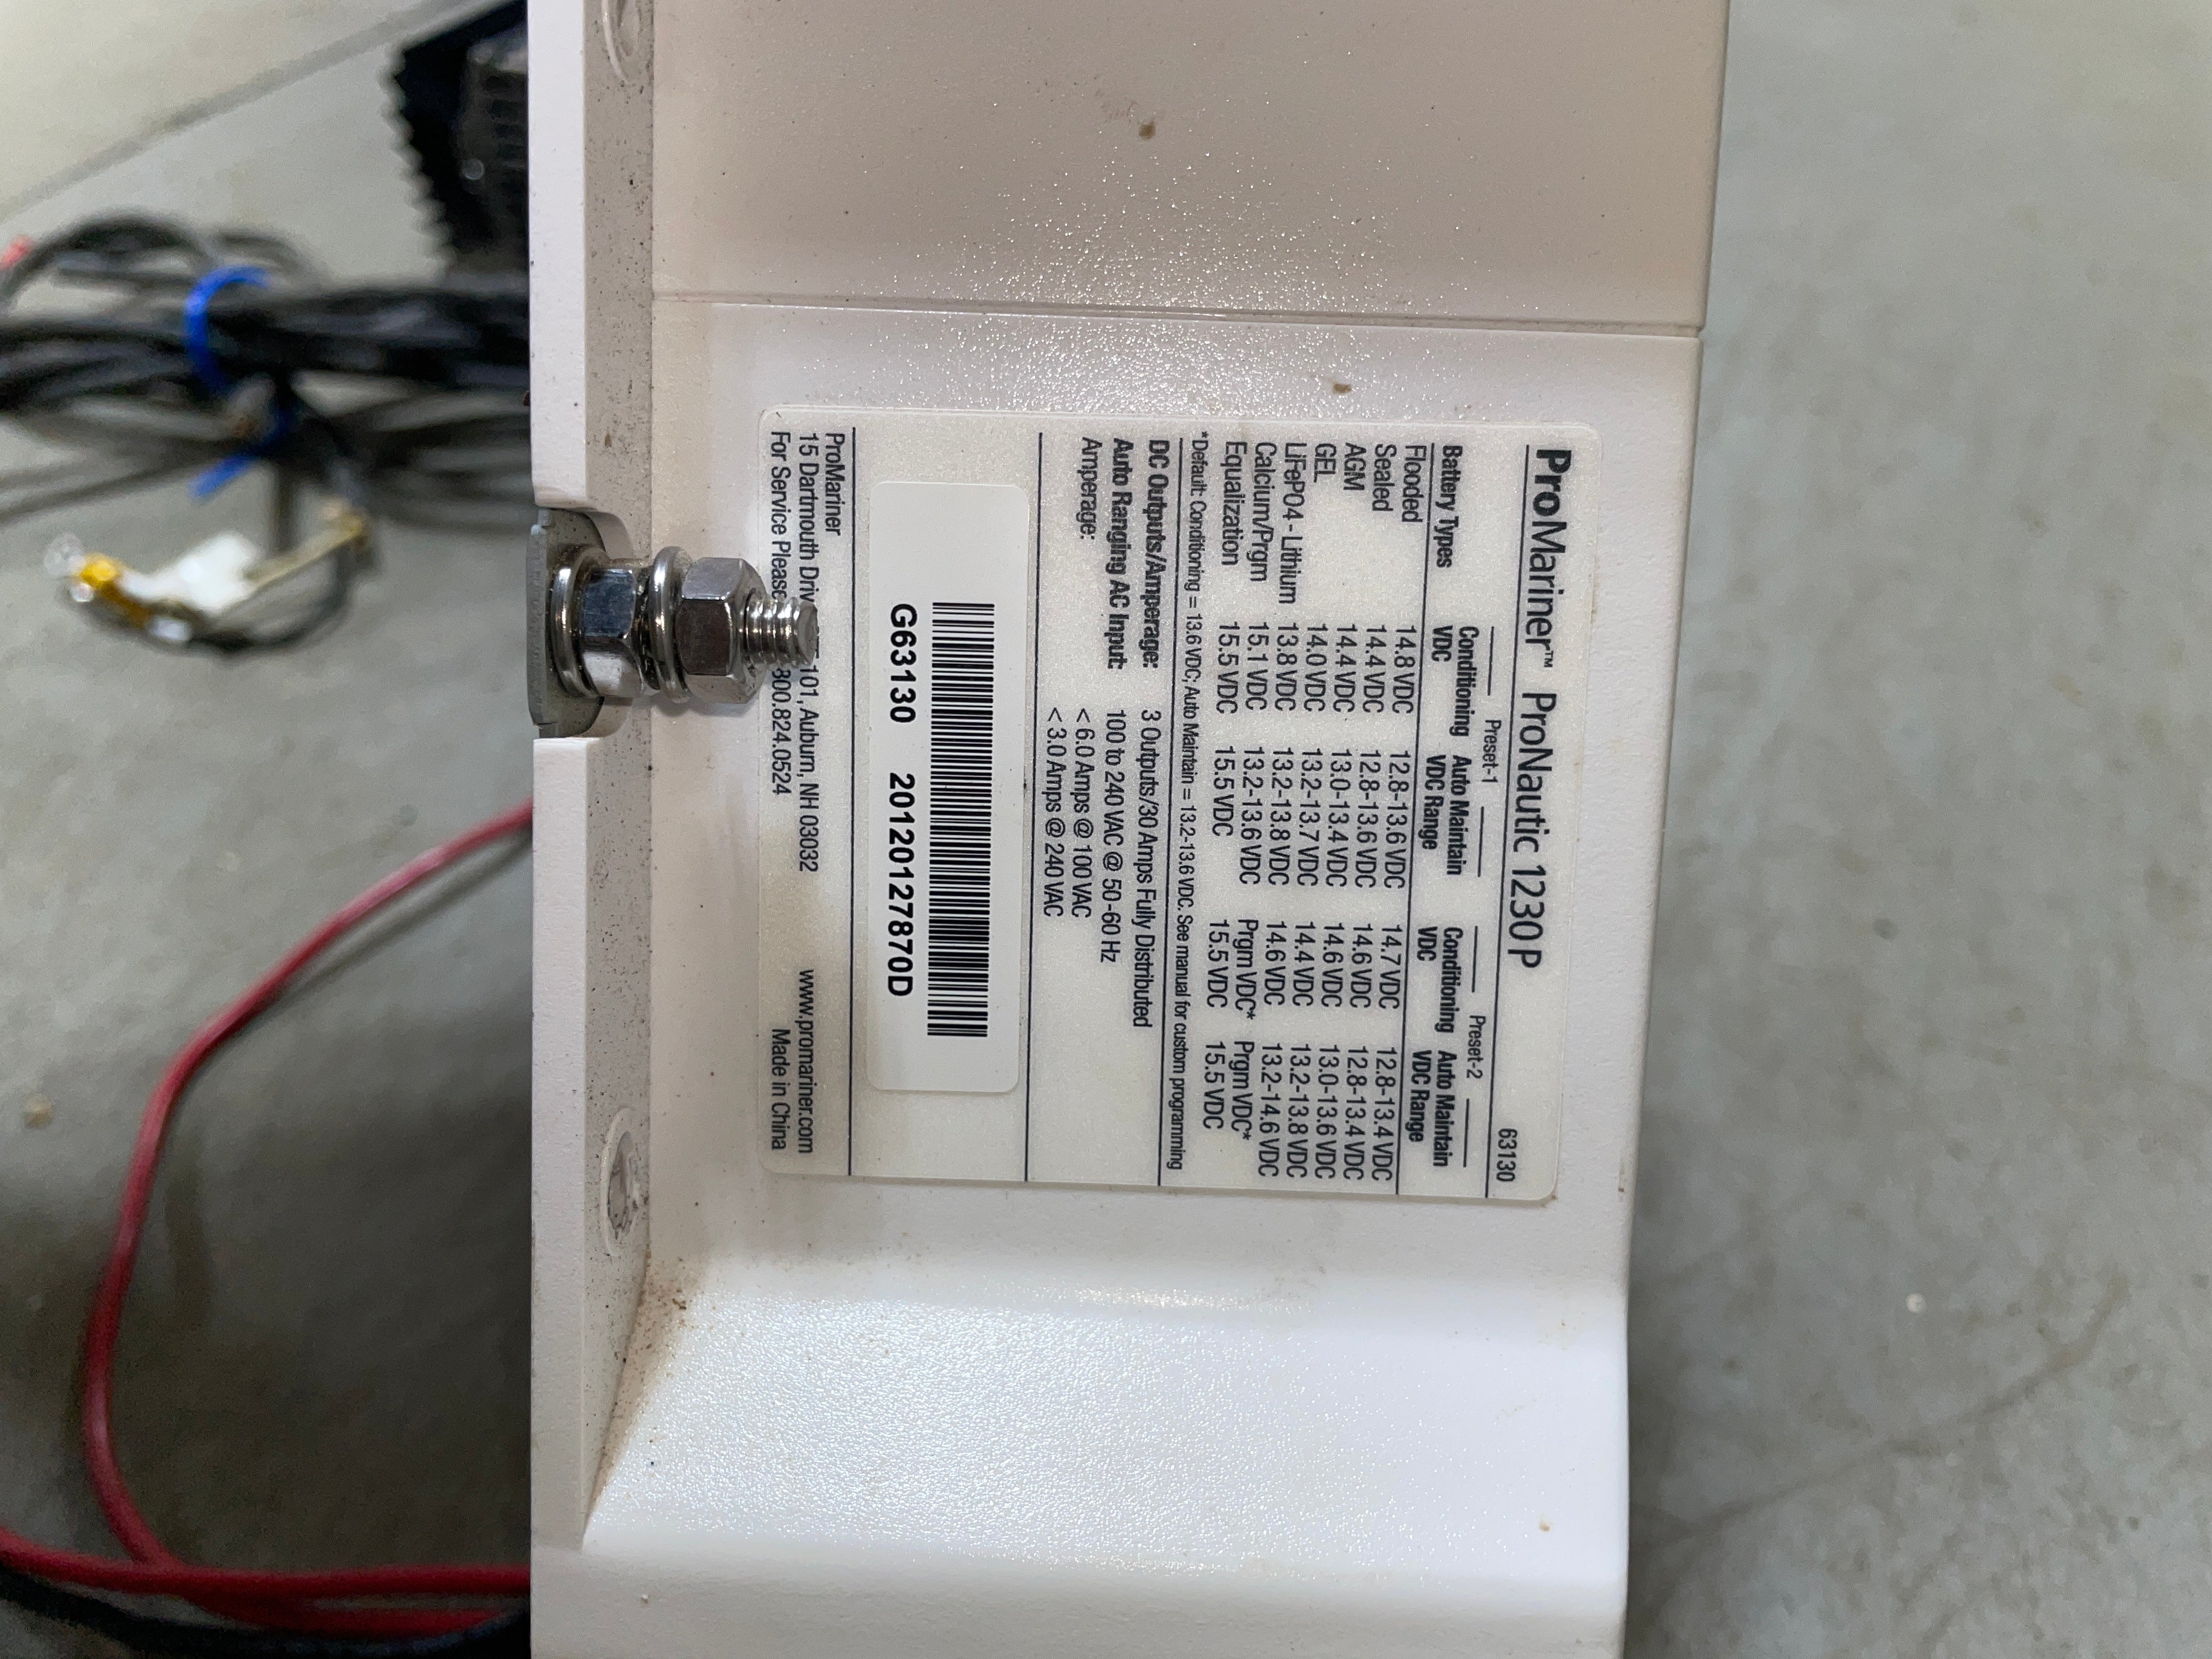 ProMariner™ ProNautic 1230P 63130
Preset-1 Preset-2
Battery Types Conditioning VDC Auto Maintain VDC Range Conditioning VDC Auto Maintain VDC Range
Flooded 14.8 VDC 12.8-13.6 VDC 14.7 VDC 12.8-13.4 VDC
Sealed 14.4 VDC 12.8-13.6 VDC 14.6 VDC 12.8-13.4 VDC
AGM 14.4 VDC 13.0-13.4 VDC 14.6 VDC 13.0-13.6 VDC
GEL 14.0 VDC 13.2-13.7 VDC 14.4 VDC 13.2-13.8 VDC
LiFePO4 - Lithium 13.8 VDC 13.2-13.8 VDC 14.6 VDC 13.2-14.6 VDC
Calcium/Prgm 15.1 VDC 13.2-13.6 VDC Prgm VDC* Prgm VDC*
Equalization 15.5 VDC 15.5 VDC 15.5 VDC 15.5 VDC
*Default: Conditioning = 13.6 VDC; Auto Maintain = 13.2-13.6 VDC. See manual for custom programming
DC Outputs/Amperage: 3 Outputs/30 Amps Fully Distributed
Auto Ranging AC Input: 100 to 240 VAC @ 50-60 Hz
Amperage: < 6.0 Amps @ 100 VAC
< 3.0 Amps @ 240 VAC
G63130 20120127870D
ProMariner
15 Dartmouth 101, Auburn, NH 03032 www.promariner.com
For Service Please 800.824.0524 Made in China